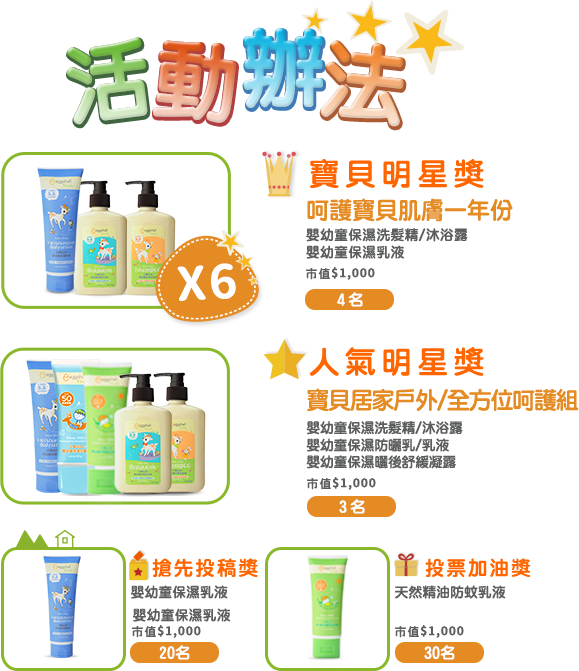 活動辦法
寶貝明星獎
呵護寶貝肌膚一年份
嬰幼童保濕洗髮精/沐浴露
嬰幼童保濕乳液
市值$1,000
4名
X6
人氣明星獎
寶貝居家戶外/全方位呵護組
嬰幼童保濕洗髮精/沐浴露
嬰幼童保濕防曬乳/乳液
嬰幼童保濕曬後舒緩凝露
市值$1,000
3名
50
搶先投稿獎
嬰幼童保濕乳液
嬰幼童保濕乳液
市值$1,000
20名
投票加油獎
天然精油防蚊乳液
市值$1,000
30名